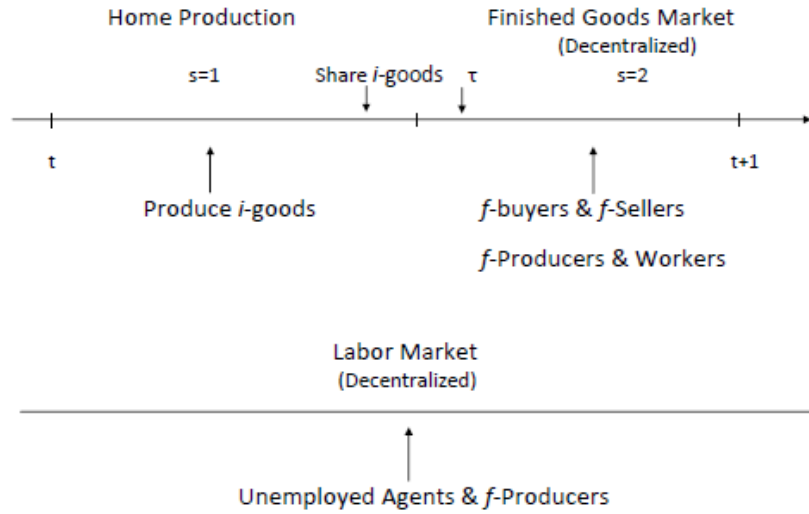 Home Production
Finished Goods Market
(Decentralized)
s=1
Share i-goods
τ
s=2
t
t+1
Produce i-goods
f-buyers & f-Sellers
f-Producers & Workers
Labor Market
(Decentralized)
Unemployed Agents & f-Producers